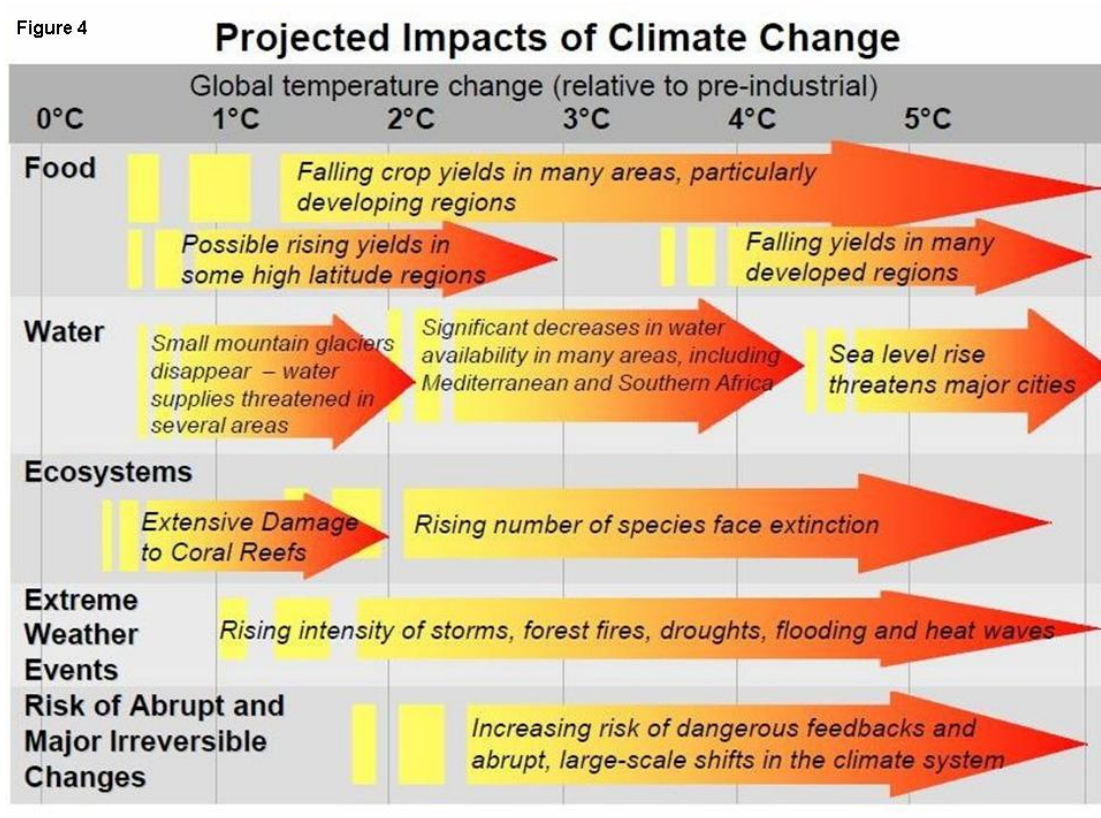 Figure 4
Projected Impacts of Climate Change
Global temperature change (relative to pre-industrial)
0°C 1°C 2°C 3°C 4°C 5°C
Food
Falling crop yields in many areas, particularly
developing regions
Possible rising yields in
some high latitude regions
Falling yields in many
developed regions
Water
Small mountain glaciers
disappear – water
supplies threatened in
several areas
Significant decreases in water
availability in many areas, including
Mediterranean and Southern Africa
Sea level rise
threatens major cities
Ecosystems
Extensive Damage
to Coral Reefs
Rising number of species face extinction
Extreme
Weather
Events
Rising intensity of storms, forest fires, droughts, flooding and heat waves
Risk of Abrupt and
Major Irreversible
Changes
Increasing risk of dangerous feedbacks and
abrupt, large-scale shifts in the climate system